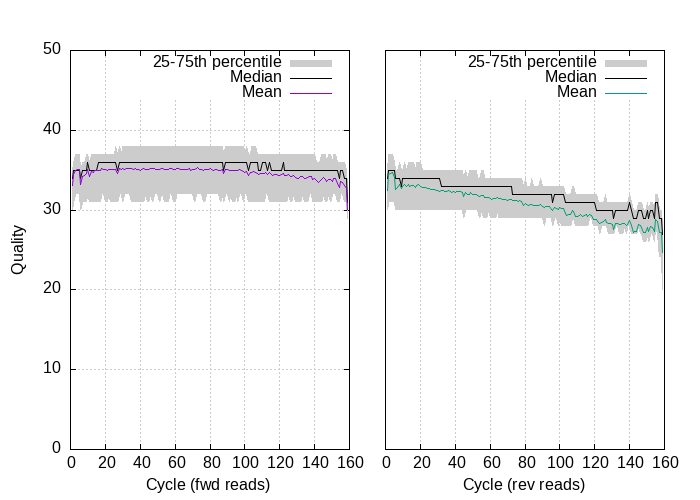 50
40
30
20
10
0
Quality
25-75th percentile
Median
Mean
0 20 40 60 80 100 120 140 160
Cycle (fwd reads)
25-75th percentile
Median
Mean
0 20 40 60 80 100 120 140 160
Cycle (rev reads)